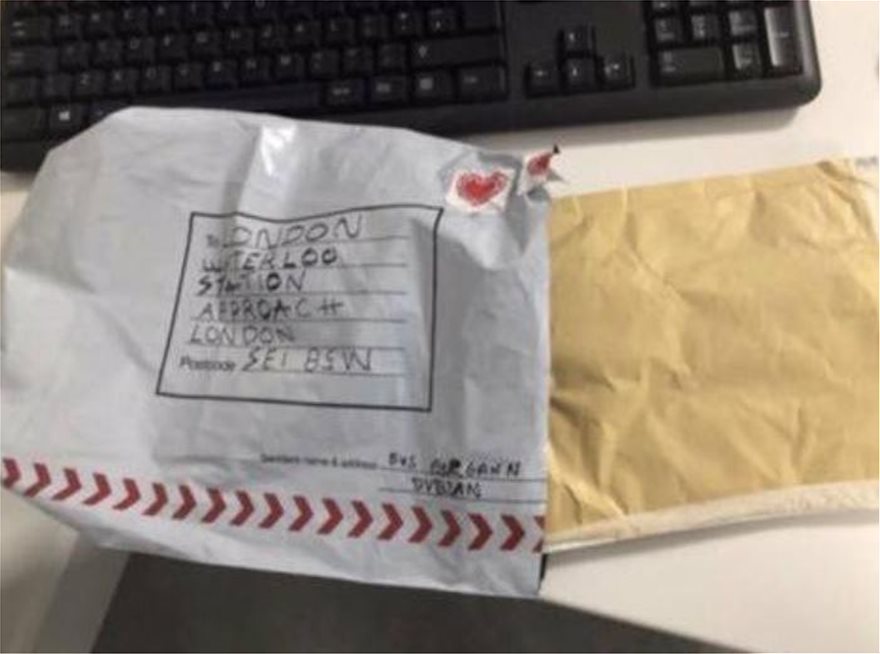 To LONDON
WATERLOO
STATION
APPROACH
LONDON
Postcode SE1 8SW
Sender's name & address BUS
DUBLIN